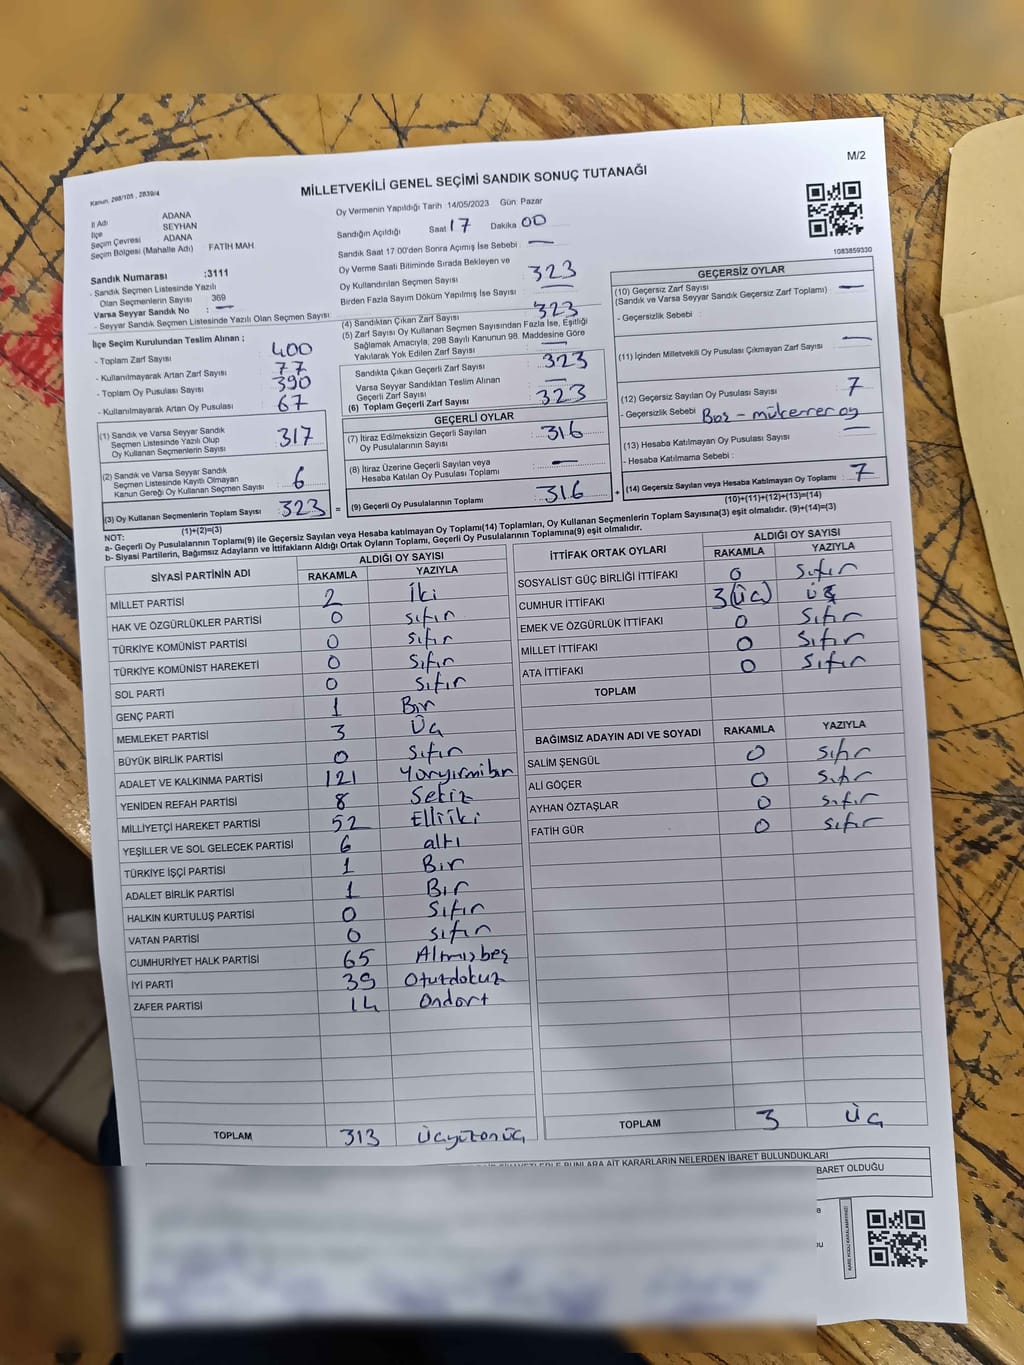 M/2
Kanun: 298/105, 2839/4
MİLLETVEKİLİ GENEL SEÇİMİ SANDIK SONUÇ TUTANAĞI
İl Adı ADANA
İlçe SEYHAN
Seçim Çevresi ADANA
Seçim Bölgesi (Mahalle Adı) FATİH MAH
Sandık Numarası :3111
- Sandık Seçmen Listesinde Yazılı
Olan Seçmenlerin Sayısı : 369
Varsa Seyyar Sandık No : —
- Seyyar Sandık Seçmen Listesinde Yazılı Olan Seçmen Sayısı:
İlçe Seçim Kurulundan Teslim Alınan ;
- Toplam Zarf Sayısı : 400
- Kullanılmayarak Artan Zarf Sayısı : 77
- Toplam Oy Pusulası Sayısı : 390
- Kullanılmayarak Artan Oy Pusulası : 67
(1) Sandık ve Varsa Seyyar Sandık
Seçmen Listesinde Yazılı Olup
Oy Kullanan Seçmenlerin Sayısı : 317
(2) Sandık ve Varsa Seyyar Sandık
Seçmen Listesinde Kayıtlı Olmayan
Kanun Gereği Oy Kullanan Seçmen Sayısı : 6
(3) Oy Kullanan Seçmenlerin Toplam Sayısı : 323
(1)+(2)=(3)
Oy Vermenin Yapıldığı Tarih 14/05/2023 Gün: Pazar
Sandığın Açıldığı Saat 17 Dakika 00
Sandık Saat 17:00'den Sonra Açımış İse Sebebi : —
Oy Verme Saati Bitiminde Sırada Bekleyen ve
Oy Kullandırılan Seçmen Sayısı : 323
Birden Fazla Sayım Döküm Yapılmış İse Sayısı : —
(4) Sandıktan Çıkan Zarf Sayısı : 323
(5) Zarf Sayısı Oy Kullanan Seçmen Sayısından Fazla İse, Eşitliği
Sağlamak Amacıyla, 298 Sayılı Kanunun 98. Maddesine Göre
Yakılarak Yok Edilen Zarf Sayısı : —
Sandıkta Çıkan Geçerli Zarf Sayısı : 323
Varsa Seyyar Sandıktan Teslim Alınan
Geçerli Zarf Sayısı : —
(6) Toplam Geçerli Zarf Sayısı : 323
GEÇERLİ OYLAR
(7) İtiraz Edilmeksizin Geçerli Sayılan
Oy Pusulasının Sayısı : 316
(8) İtiraz Üzerine Geçerli Sayılan veya
Hesaba Katılan Oy Pusulası Toplamı : —
= (9) Geçerli Oy Pusulalarının Toplamı : 316
1083859330
GEÇERSİZ OYLAR
(10) Geçersiz Zarf Sayısı : —
(Sandık ve Varsa Seyyar Sandık Geçersiz Zarf Toplamı)
- Geçersizlik Sebebi :
(11) İçinden Milletvekili Oy Pusulası Çıkmayan Zarf Sayısı : —
(12) Geçersiz Sayılan Oy Pusulası Sayısı : 7
- Geçersizlik Sebebi : Boş - mükerrer oy
(13) Hesaba Katılmayan Oy Pusulası Sayısı : —
- Hesaba Katılmama Sebebi :
+ (14) Geçersiz Sayılan veya Hesaba Katılmayan Oy Toplamı : 7
(10)+(11)+(12)+(13)=(14)
NOT:
a- Geçerli Oy Pusulalarının Toplamı(9) ile Geçersiz Sayılan veya Hesaba katılmayan Oy Toplamı(14) Toplamları, Oy Kullanan Seçmenlerin Toplam Sayısına(3) eşit olmalıdır. (9)+(14)=(3)
b- Siyasi Partilerin, Bağımsız Adayların ve İttifakların Aldığı Ortak Oyların Toplamı, Geçerli Oy Pusulalarının Toplamına(9) eşit olmalıdır.
SİYASİ PARTİNİN ADI ALDIĞI OY SAYISI
RAKAMLA YAZIYLA
MİLLET PARTİSİ 2 İki
HAK VE ÖZGÜRLÜKLER PARTİSİ 0 sıfır
TÜRKİYE KOMÜNİST PARTİSİ 0 sıfır
TÜRKİYE KOMÜNİST HAREKETİ 0 Sıfır
SOL PARTİ 0 sıfır
GENÇ PARTİ 1 Bir
MEMLEKET PARTİSİ 3 Üç
BÜYÜK BİRLİK PARTİSİ 0 Sıfır
ADALET VE KALKINMA PARTİSİ 121 Yüzyirmibir
YENİDEN REFAH PARTİSİ 8 Sekiz
MİLLİYETÇİ HAREKET PARTİSİ 52 Elliiki
YEŞİLLER VE SOL GELECEK PARTİSİ 6 altı
TÜRKİYE İŞÇİ PARTİSİ 1 Bir
ADALET BİRLİK PARTİSİ 1 Bir
HALKIN KURTULUŞ PARTİSİ 0 Sıfır
VATAN PARTİSİ 0 sıfır
CUMHURİYET HALK PARTİSİ 65 Altmışbeş
İYİ PARTİ 39 Otuzdokuz
ZAFER PARTİSİ 14 Ondört
TOPLAM 313 üçyüzonüç
İTTİFAK ORTAK OYLARI ALDIĞI OY SAYISI
RAKAMLA YAZIYLA
SOSYALİST GÜÇ BİRLİĞİ İTTİFAKI 0 Sıfır
CUMHUR İTTİFAKI 3(üç) üç
EMEK VE ÖZGÜRLÜK İTTİFAKI 0 Sıfır
MİLLET İTTİFAKI 0 Sıfır
ATA İTTİFAKI 0 Sıfır
TOPLAM
BAĞIMSIZ ADAYIN ADI VE SOYADI RAKAMLA YAZIYLA
SALİM ŞENGÜL 0 Sıfır
ALİ GÖÇER 0 Sıfır
AYHAN ÖZTAŞLAR 0 Sıfır
FATİH GÜR 0 Sıfır
TOPLAM 3 Üç
BUNLARA AİT KARARLARIN NELERDEN İBARET BULUNDUKLARI
İBARET OLDUĞU